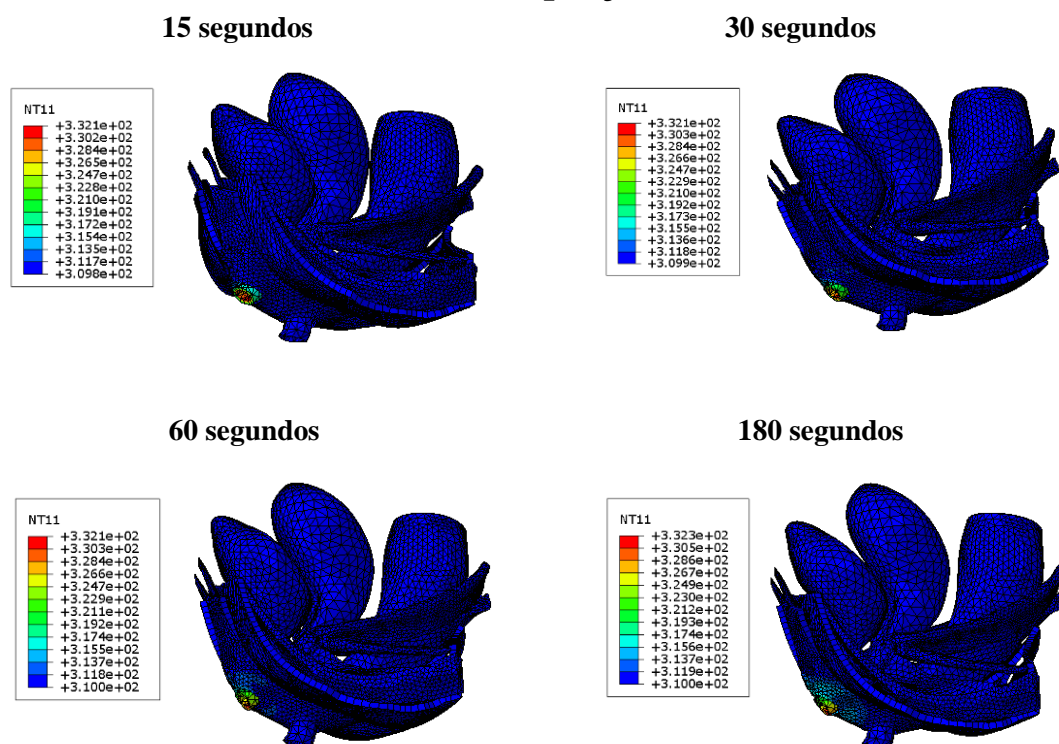 15 segundos
30 segundos
NT11
+3.321e+02
+3.302e+02
+3.284e+02
+3.265e+02
+3.247e+02
+3.228e+02
+3.210e+02
+3.191e+02
+3.172e+02
+3.154e+02
+3.135e+02
+3.117e+02
+3.098e+02
NT11
+3.321e+02
+3.303e+02
+3.284e+02
+3.266e+02
+3.247e+02
+3.229e+02
+3.210e+02
+3.192e+02
+3.173e+02
+3.155e+02
+3.136e+02
+3.118e+02
+3.099e+02
60 segundos
180 segundos
NT11
+3.321e+02
+3.303e+02
+3.284e+02
+3.266e+02
+3.247e+02
+3.229e+02
+3.211e+02
+3.192e+02
+3.174e+02
+3.155e+02
+3.137e+02
+3.118e+02
+3.100e+02
NT11
+3.323e+02
+3.305e+02
+3.286e+02
+3.267e+02
+3.249e+02
+3.230e+02
+3.212e+02
+3.193e+02
+3.174e+02
+3.156e+02
+3.137e+02
+3.119e+02
+3.100e+02